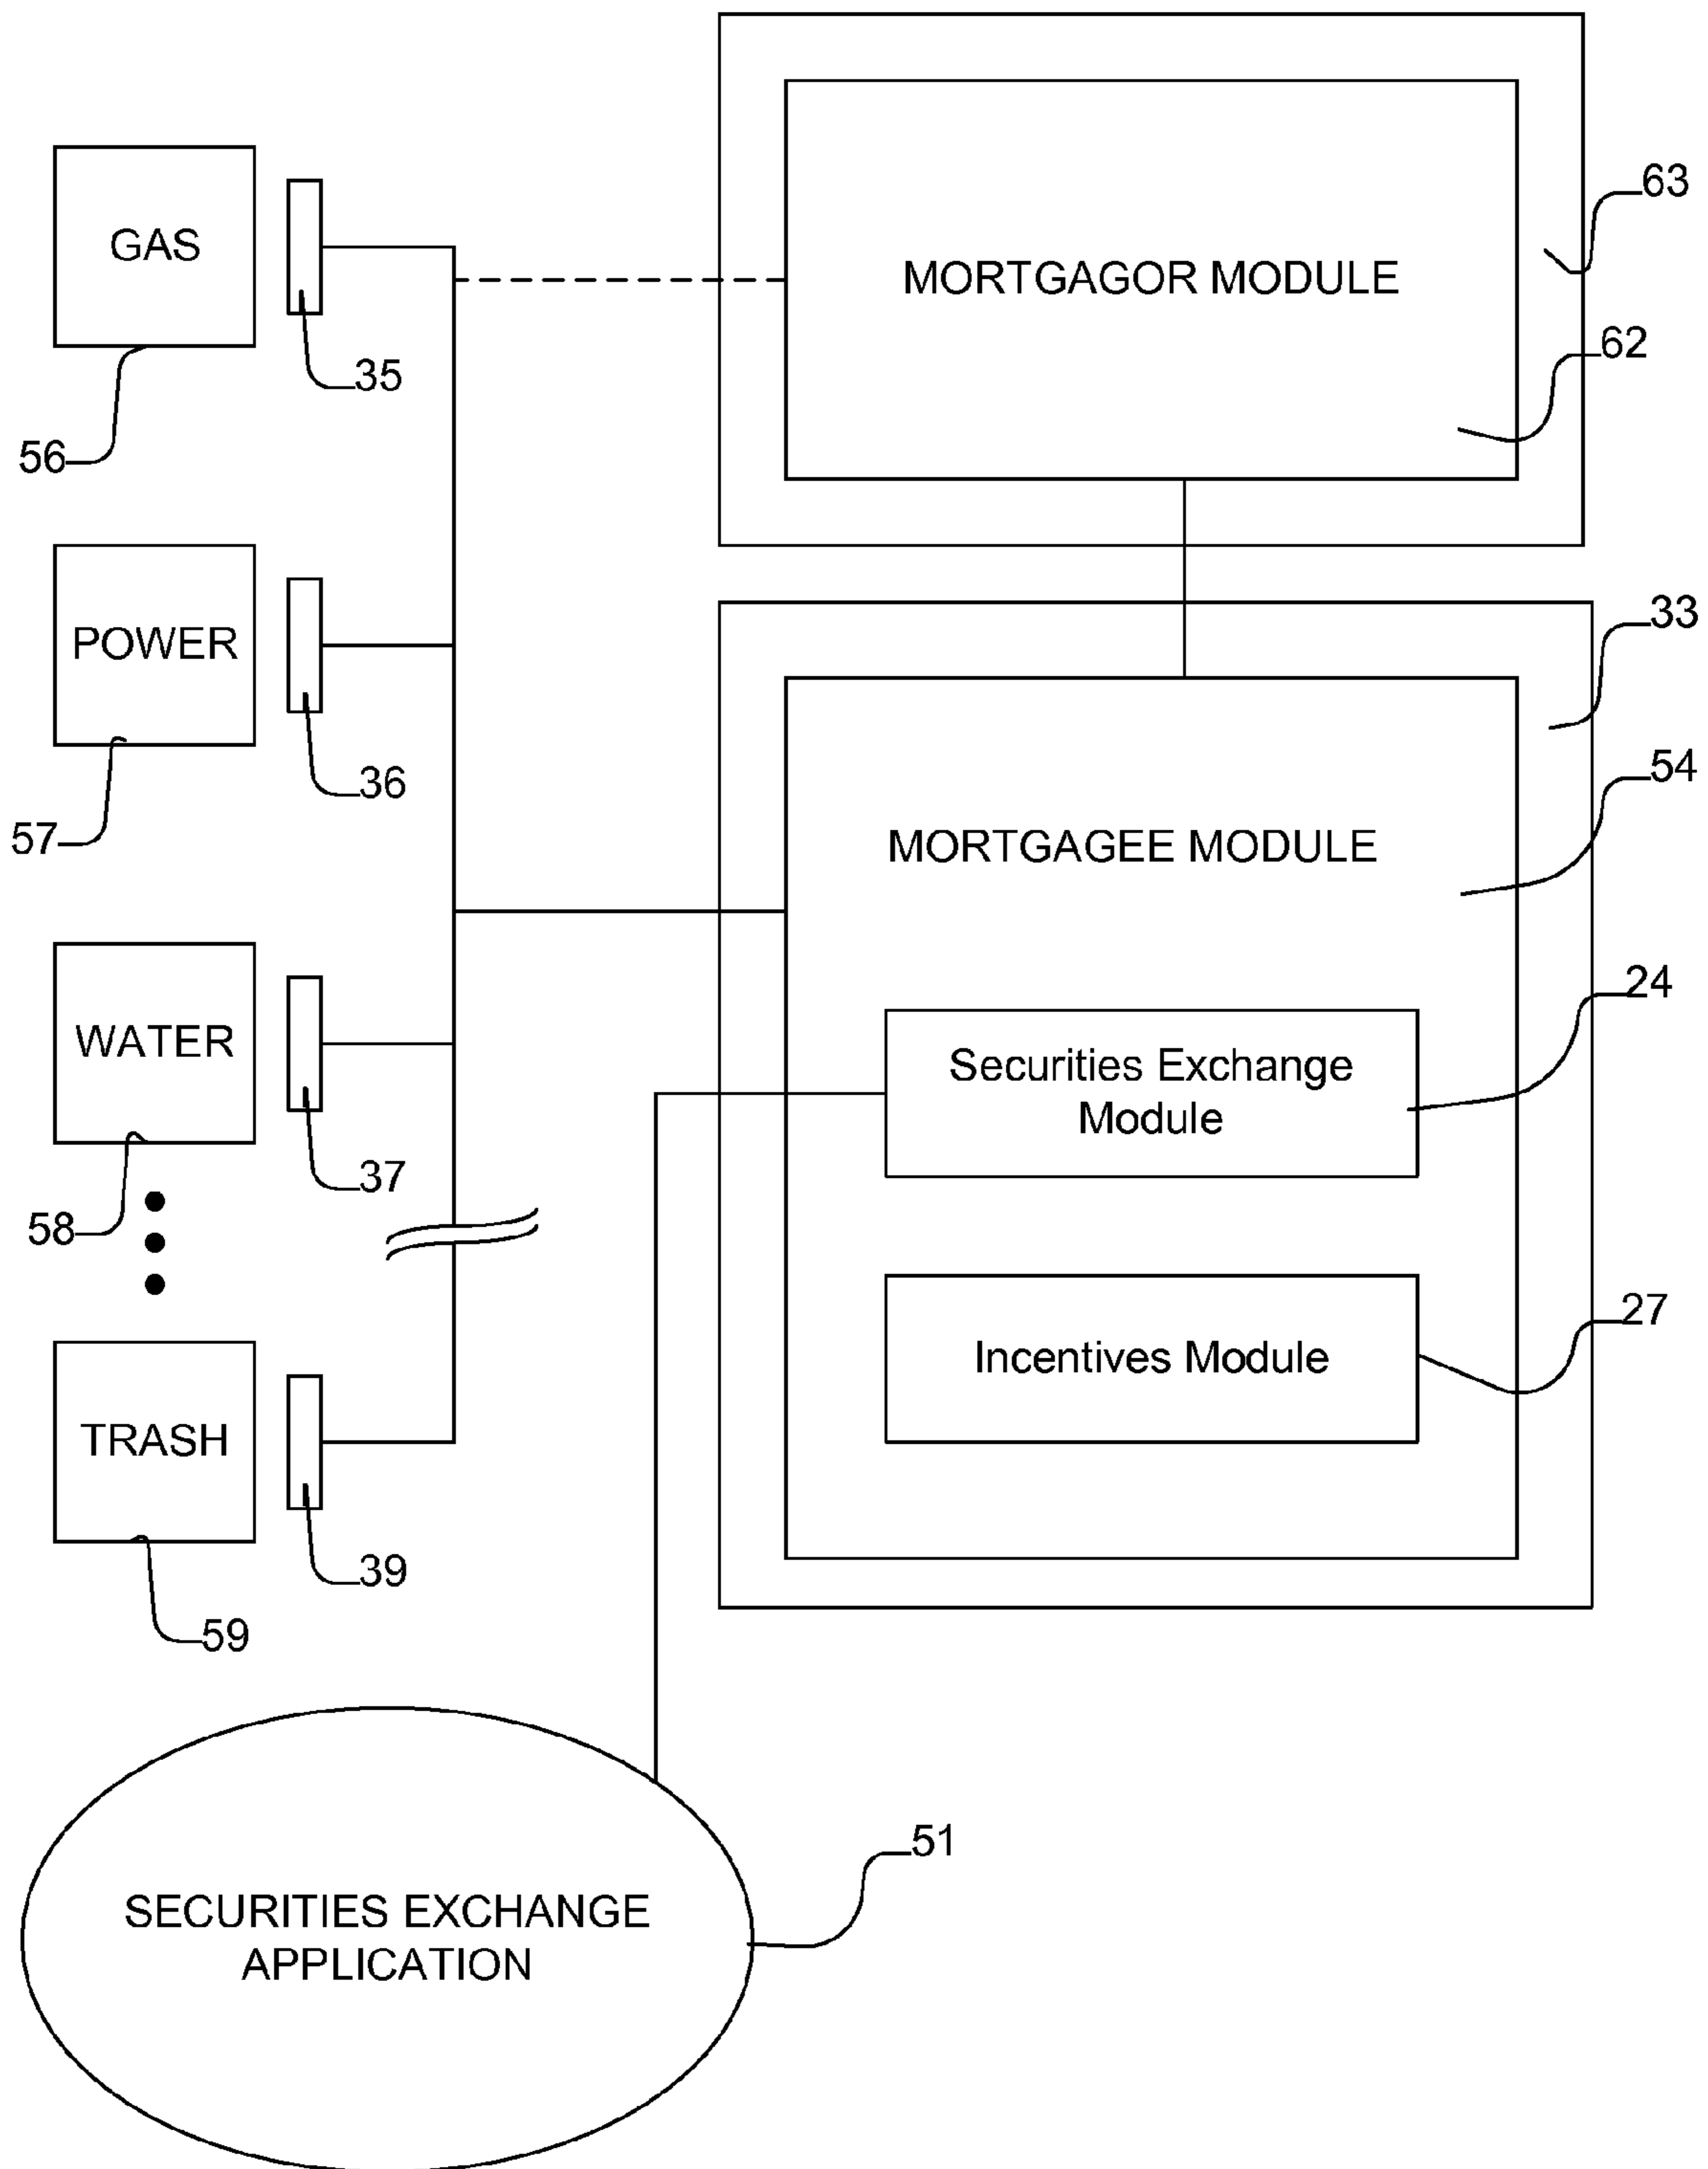 63
GAS
MORTGAGOR MODULE
62
35
56
33
POWER
54
36
57
MORTGAGEE MODULE
24
WATER
Securities Exchange
Module
37
58
27
Incentives Module
TRASH
39
59
51
SECURITIES EXCHANGE
APPLICATION